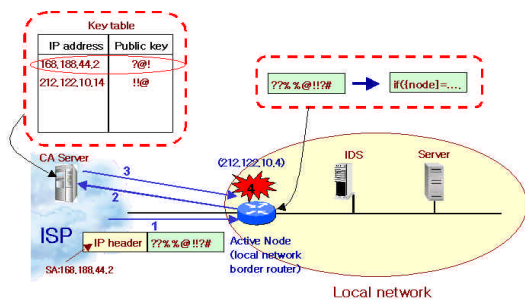 Key table
IP address Public key
168,188,44,2 ?@!
212,122,10,14 !!@
??%%@!!?# if({node}=...,
CA Server
3
(212,122,10,4)
4
IDS
Server
2
1
ISP
IP header ??%%@!!?#
SA:168,188,44,2
Active Node
(local network
border router)
Local network